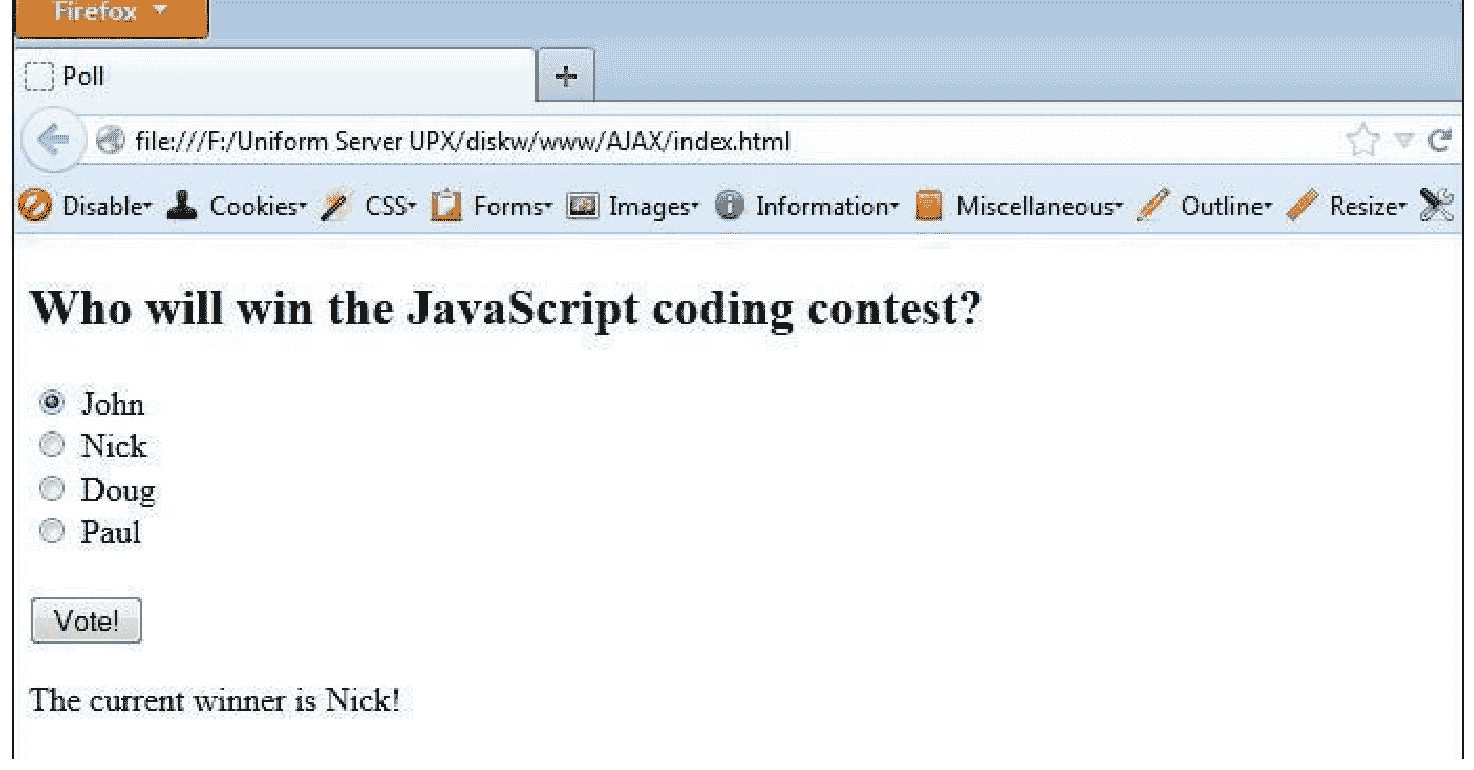 Firefox
Poll
file:///F:/Uniform Server UPX/diskw/www/AJAX/index.html
Disable Cookies CSS Forms Images Information Miscellaneous Outline Resize
Who will win the JavaScript coding contest?
John
Nick
Doug
Paul
Vote!
The current winner is Nick!